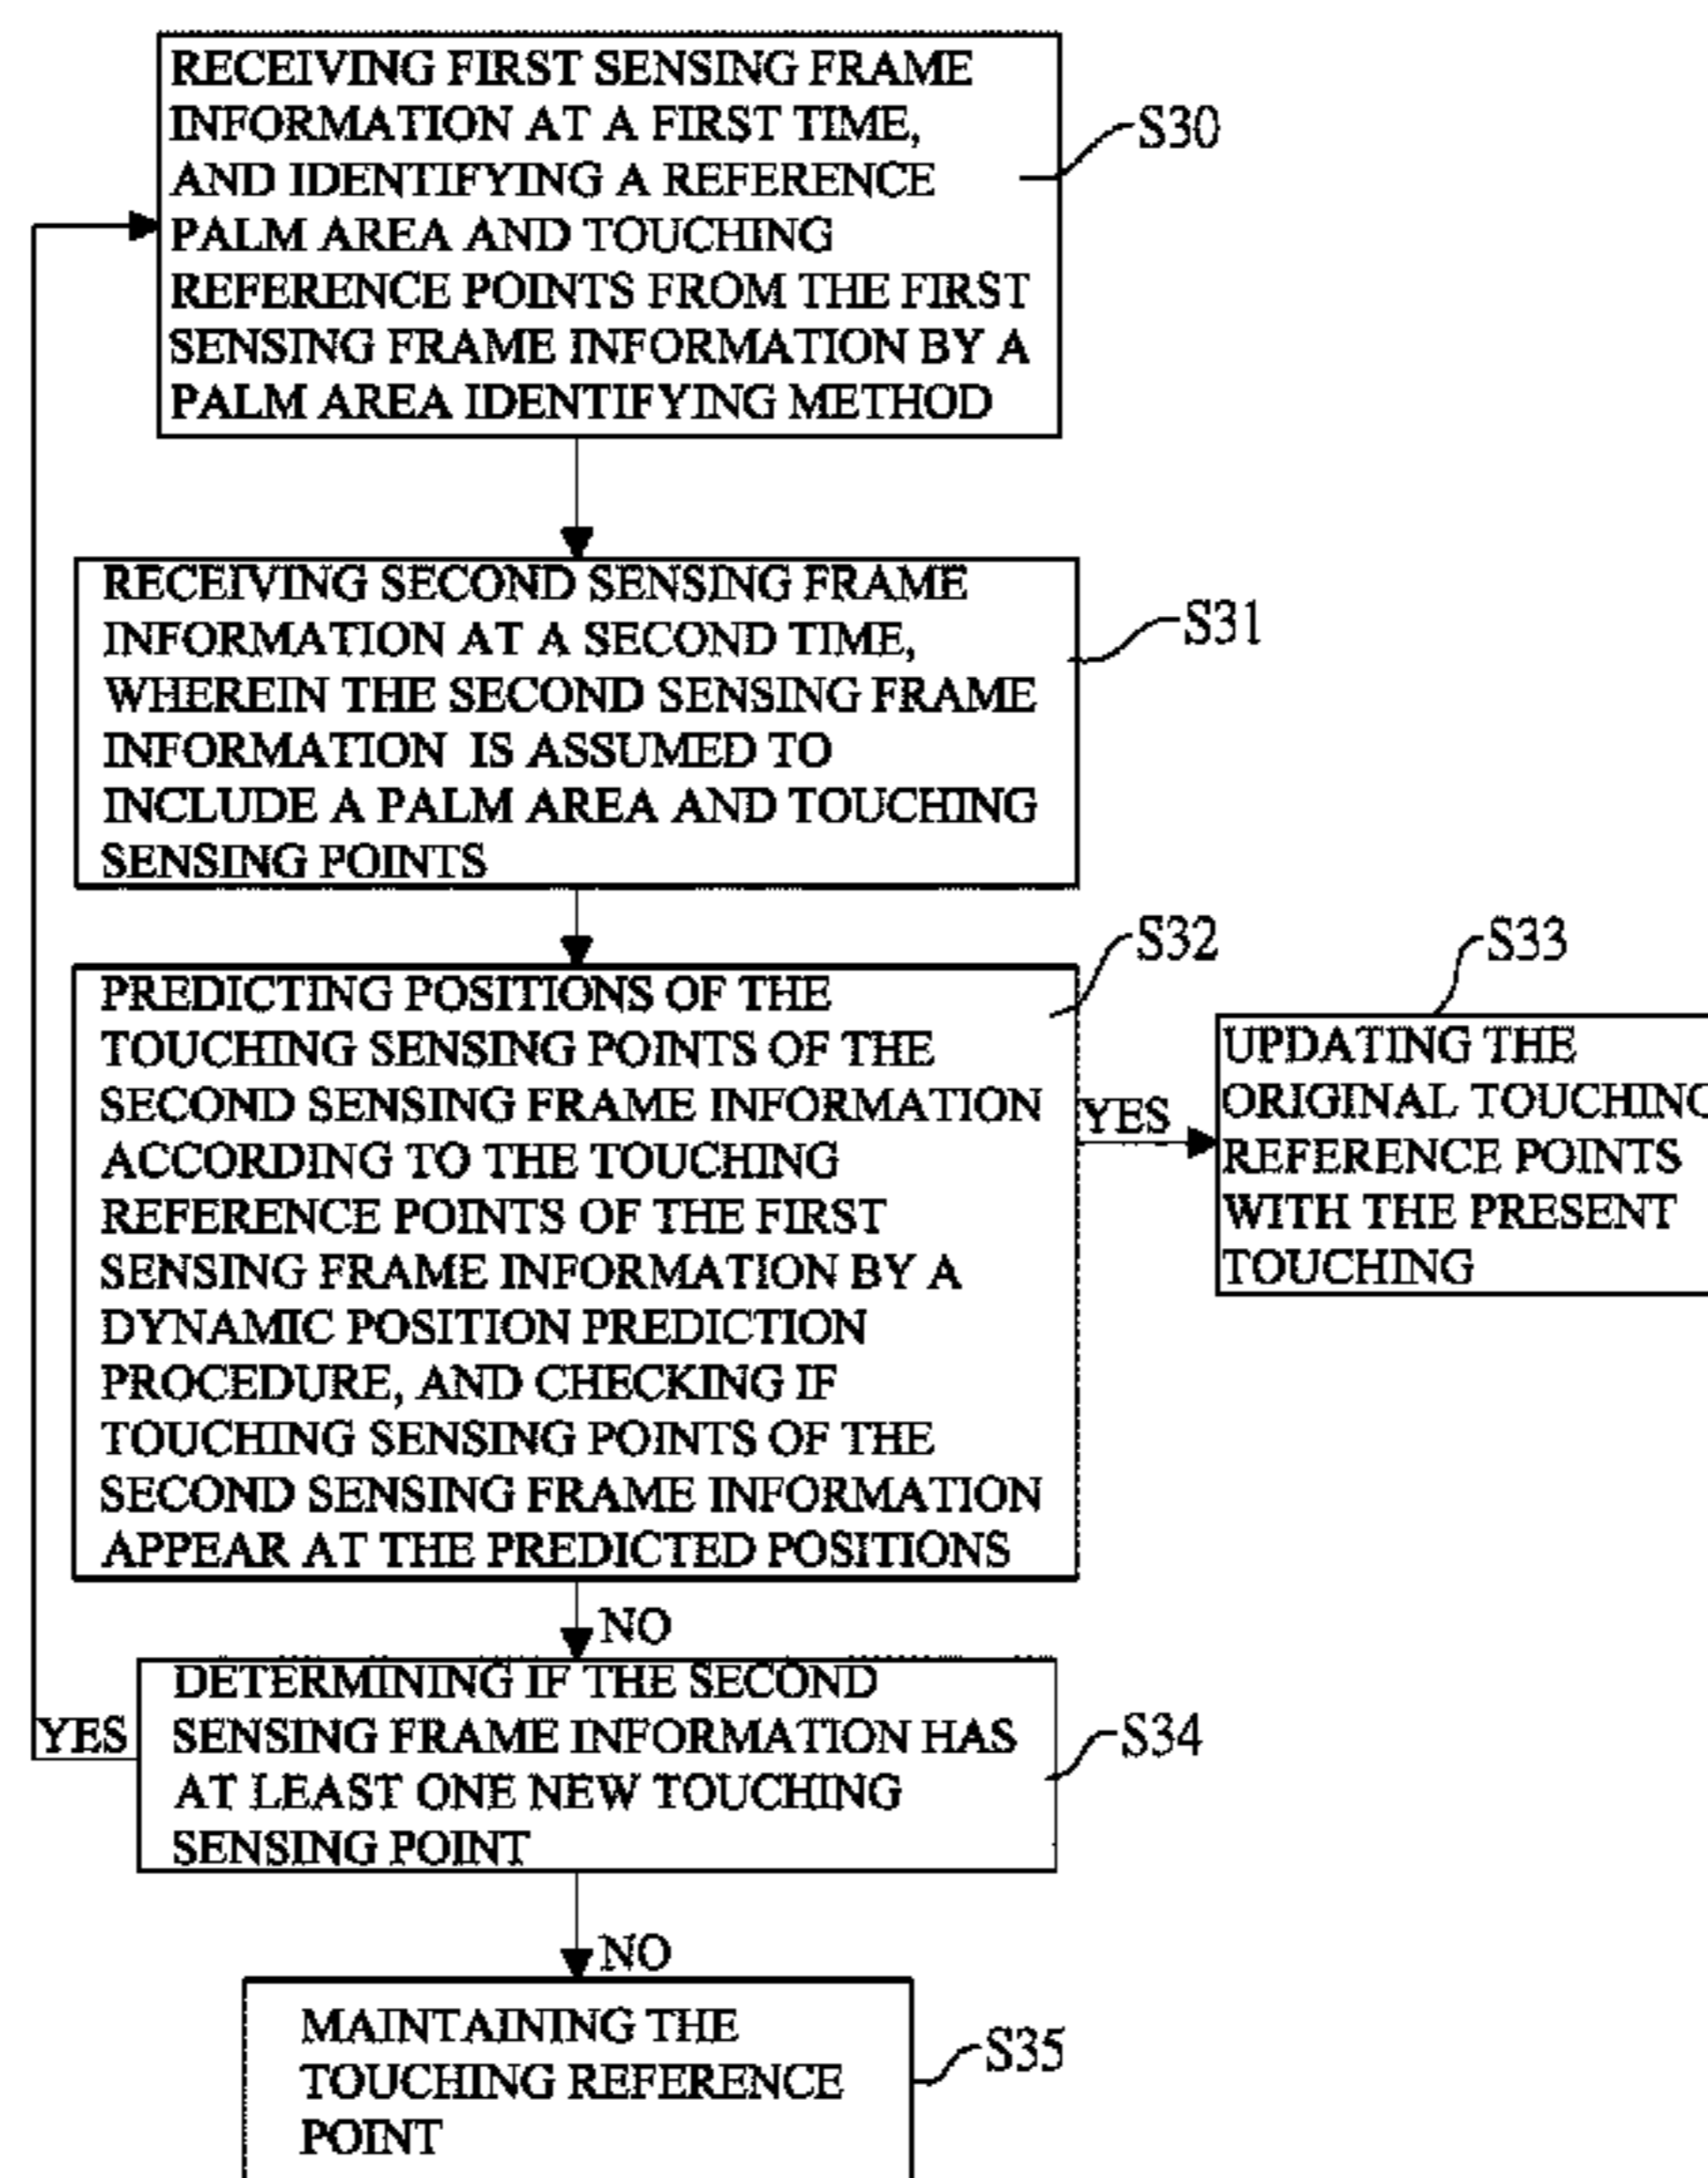 RECEIVING FIRST SENSING FRAME
INFORMATION AT A FIRST TIME,
AND IDENTIFYING A REFERENCE
PALM AREA AND TOUCHING
REFERENCE POINTS FROM THE FIRST
SENSING FRAME INFORMATION BY A
PALM AREA IDENTIFYING METHOD
S30
RECEIVING SECOND SENSING FRAME
INFORMATION AT A SECOND TIME,
WHEREIN THE SECOND SENSING FRAME
INFORMATION IS ASSUMED TO
INCLUDE A PALM AREA AND TOUCHING
SENSING POINTS
S31
PREDICTING POSITIONS OF THE
TOUCHING SENSING POINTS OF THE
SECOND SENSING FRAME INFORMATION
ACCORDING TO THE TOUCHING
REFERENCE POINTS OF THE FIRST
SENSING FRAME INFORMATION BY A
DYNAMIC POSITION PREDICTION
PROCEDURE, AND CHECKING IF
TOUCHING SENSING POINTS OF THE
SECOND SENSING FRAME INFORMATION
APPEAR AT THE PREDICTED POSITIONS
S32
YES
S33
UPDATING THE
ORIGINAL TOUCHING
REFERENCE POINTS
WITH THE PRESENT
TOUCHING
NO
DETERMINING IF THE SECOND
SENSING FRAME INFORMATION HAS
AT LEAST ONE NEW TOUCHING
SENSING POINT
S34
YES
NO
MAINTAINING THE
TOUCHING REFERENCE
POINT
S35